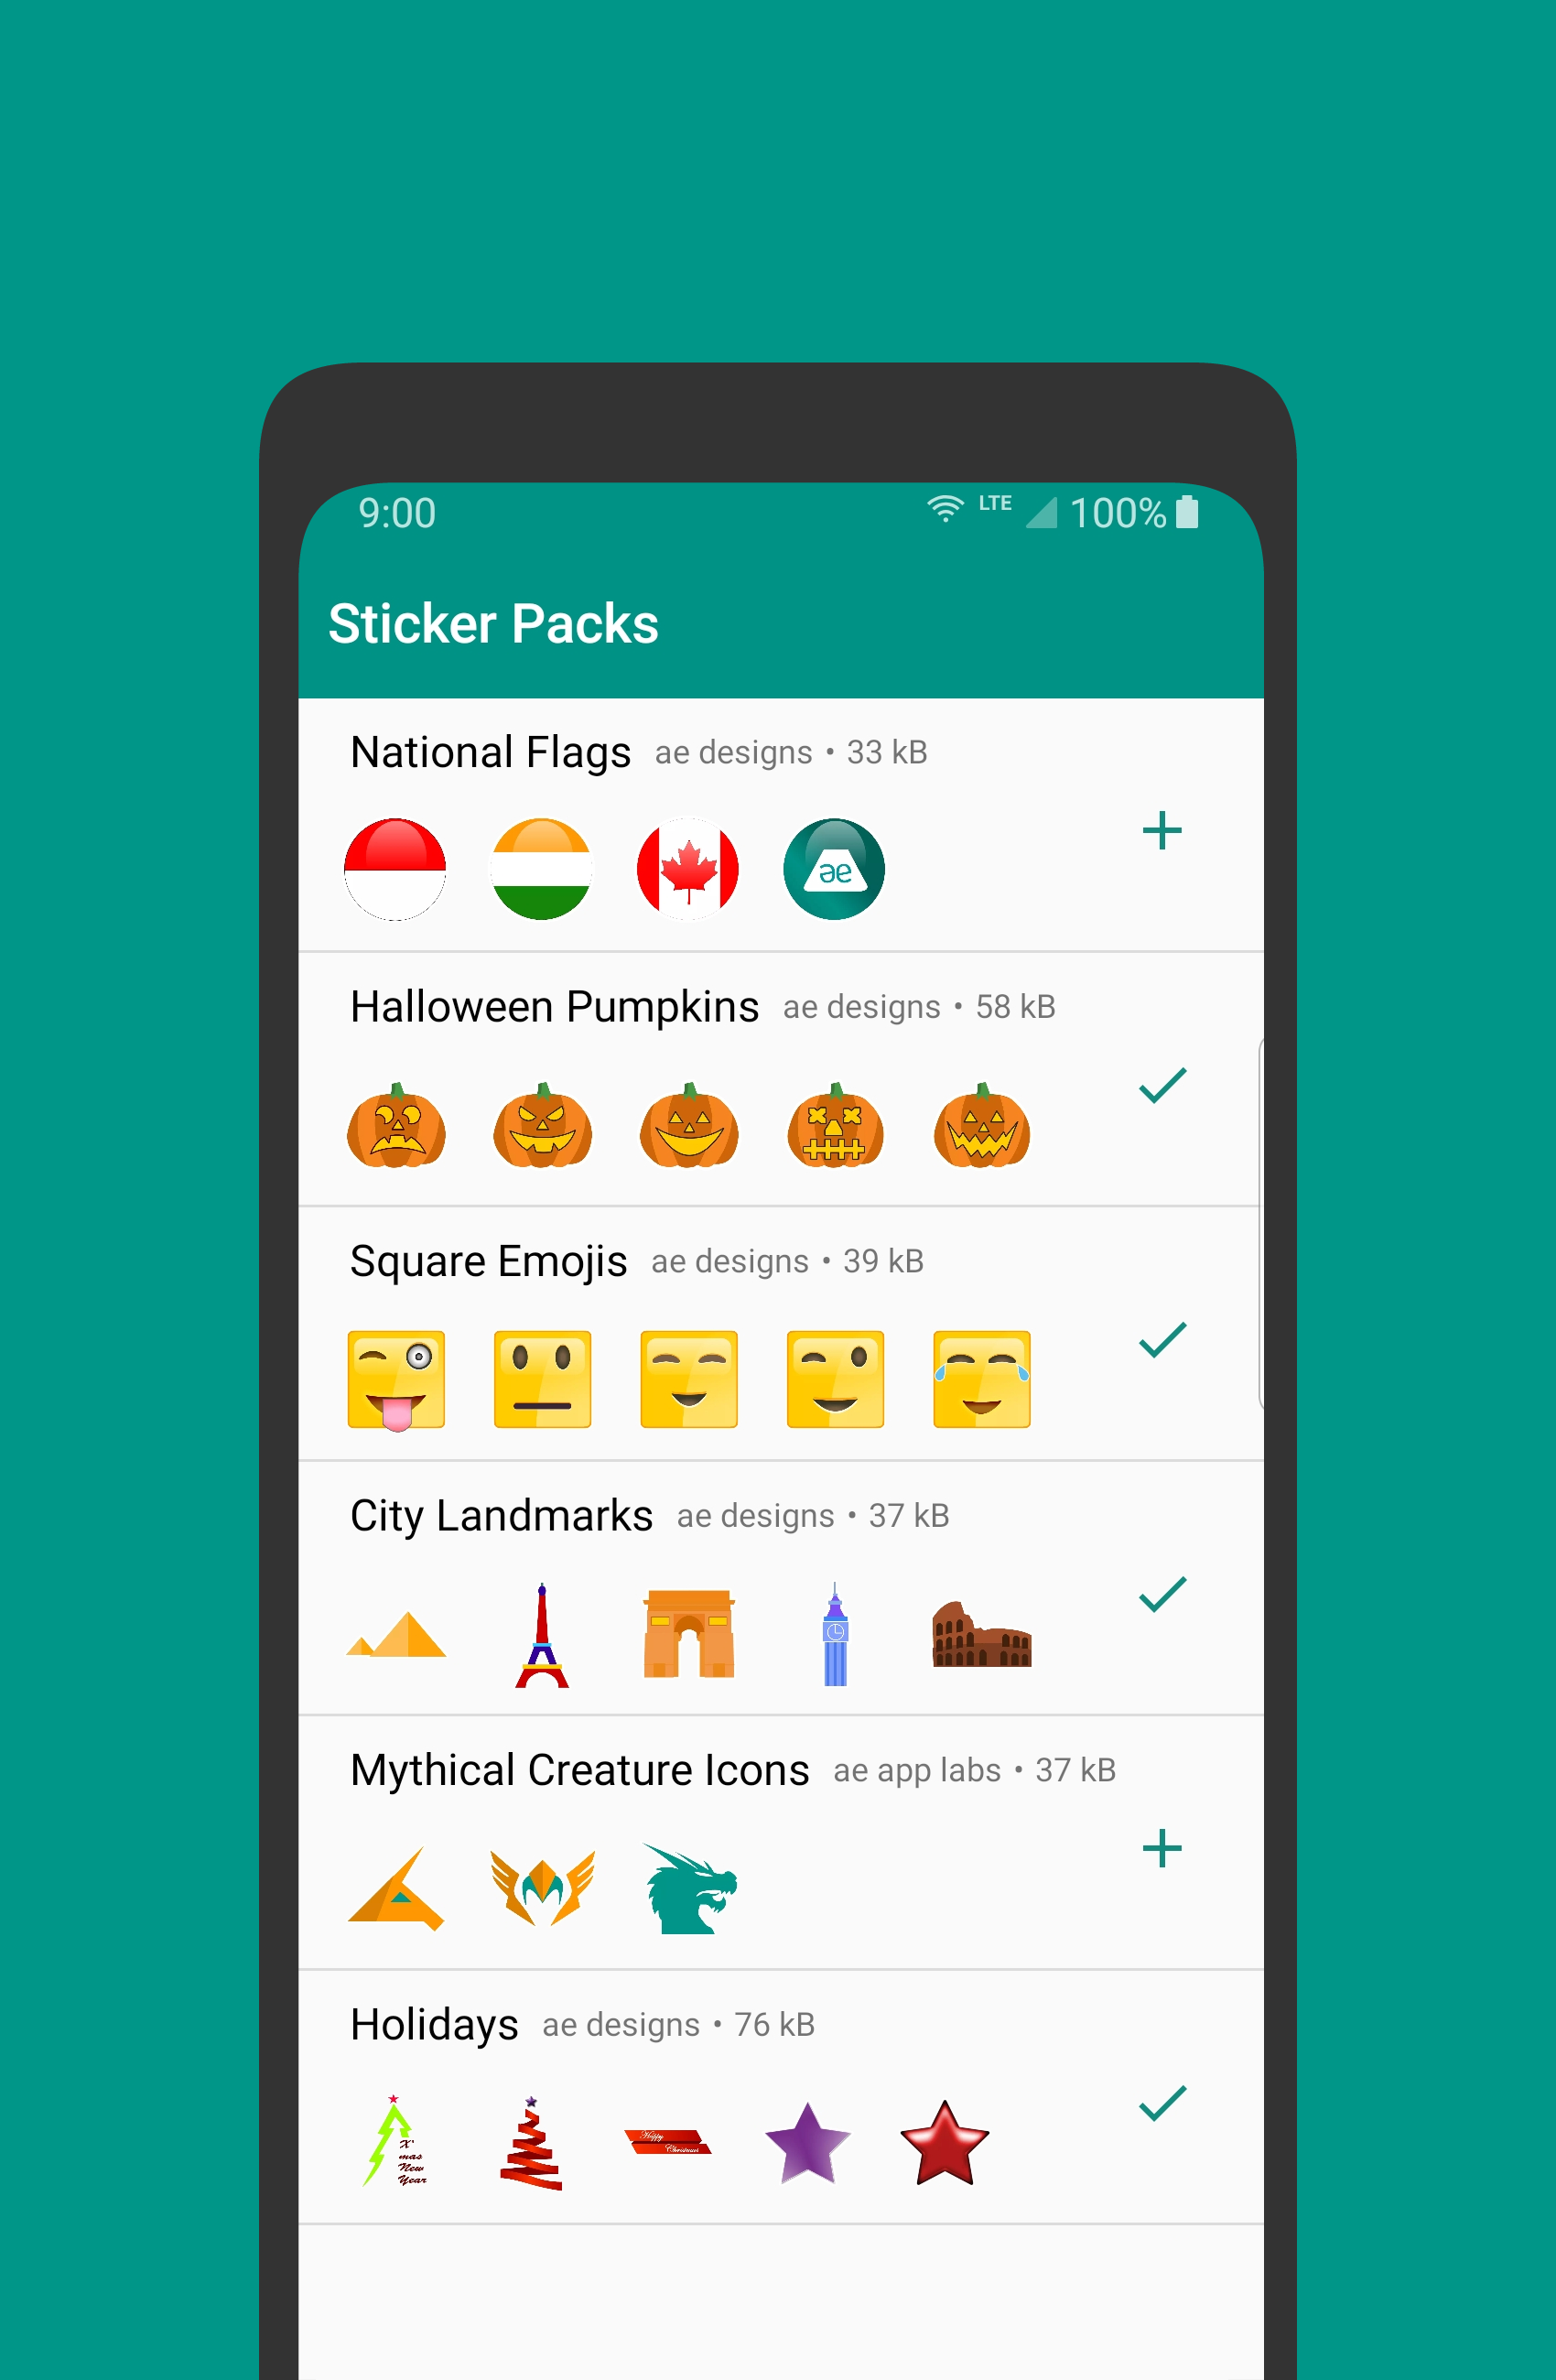 9:00 LTE 100%
Sticker Packs
National Flags ae designs • 33 kB
ae
Halloween Pumpkins ae designs • 58 kB
Square Emojis ae designs • 39 kB
City Landmarks ae designs • 37 kB
Mythical Creature Icons ae app labs • 37 kB
Holidays ae designs • 76 kB
X'
mas
New
Year
Happy
Christmas